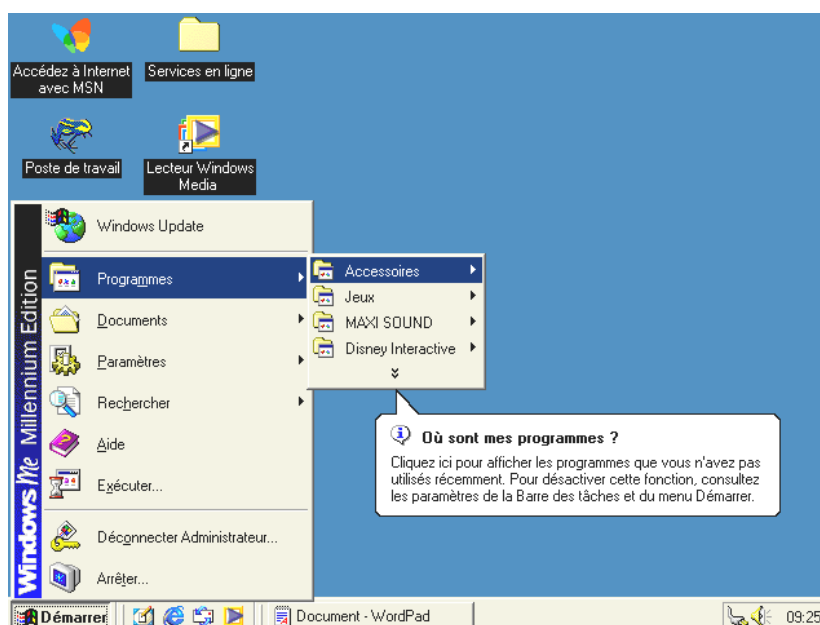 Accédez à Internet
avec MSN
Services en ligne
Poste de travail
Lecteur Windows
Media
Windows Me Millennium Edition
Windows Update
Programmes
Documents
Paramètres
Rechercher
Aide
Exécuter...
Déconnecter Administrateur...
Arrêter...
Accessoires
Jeux
MAXI SOUND
Disney Interactive
Où sont mes programmes ?
Cliquez ici pour afficher les programmes que vous n'avez pas
utilisés récemment. Pour désactiver cette fonction, consultez
les paramètres de la Barre des tâches et du menu Démarrer.
Démarrer
Document - WordPad
09:25